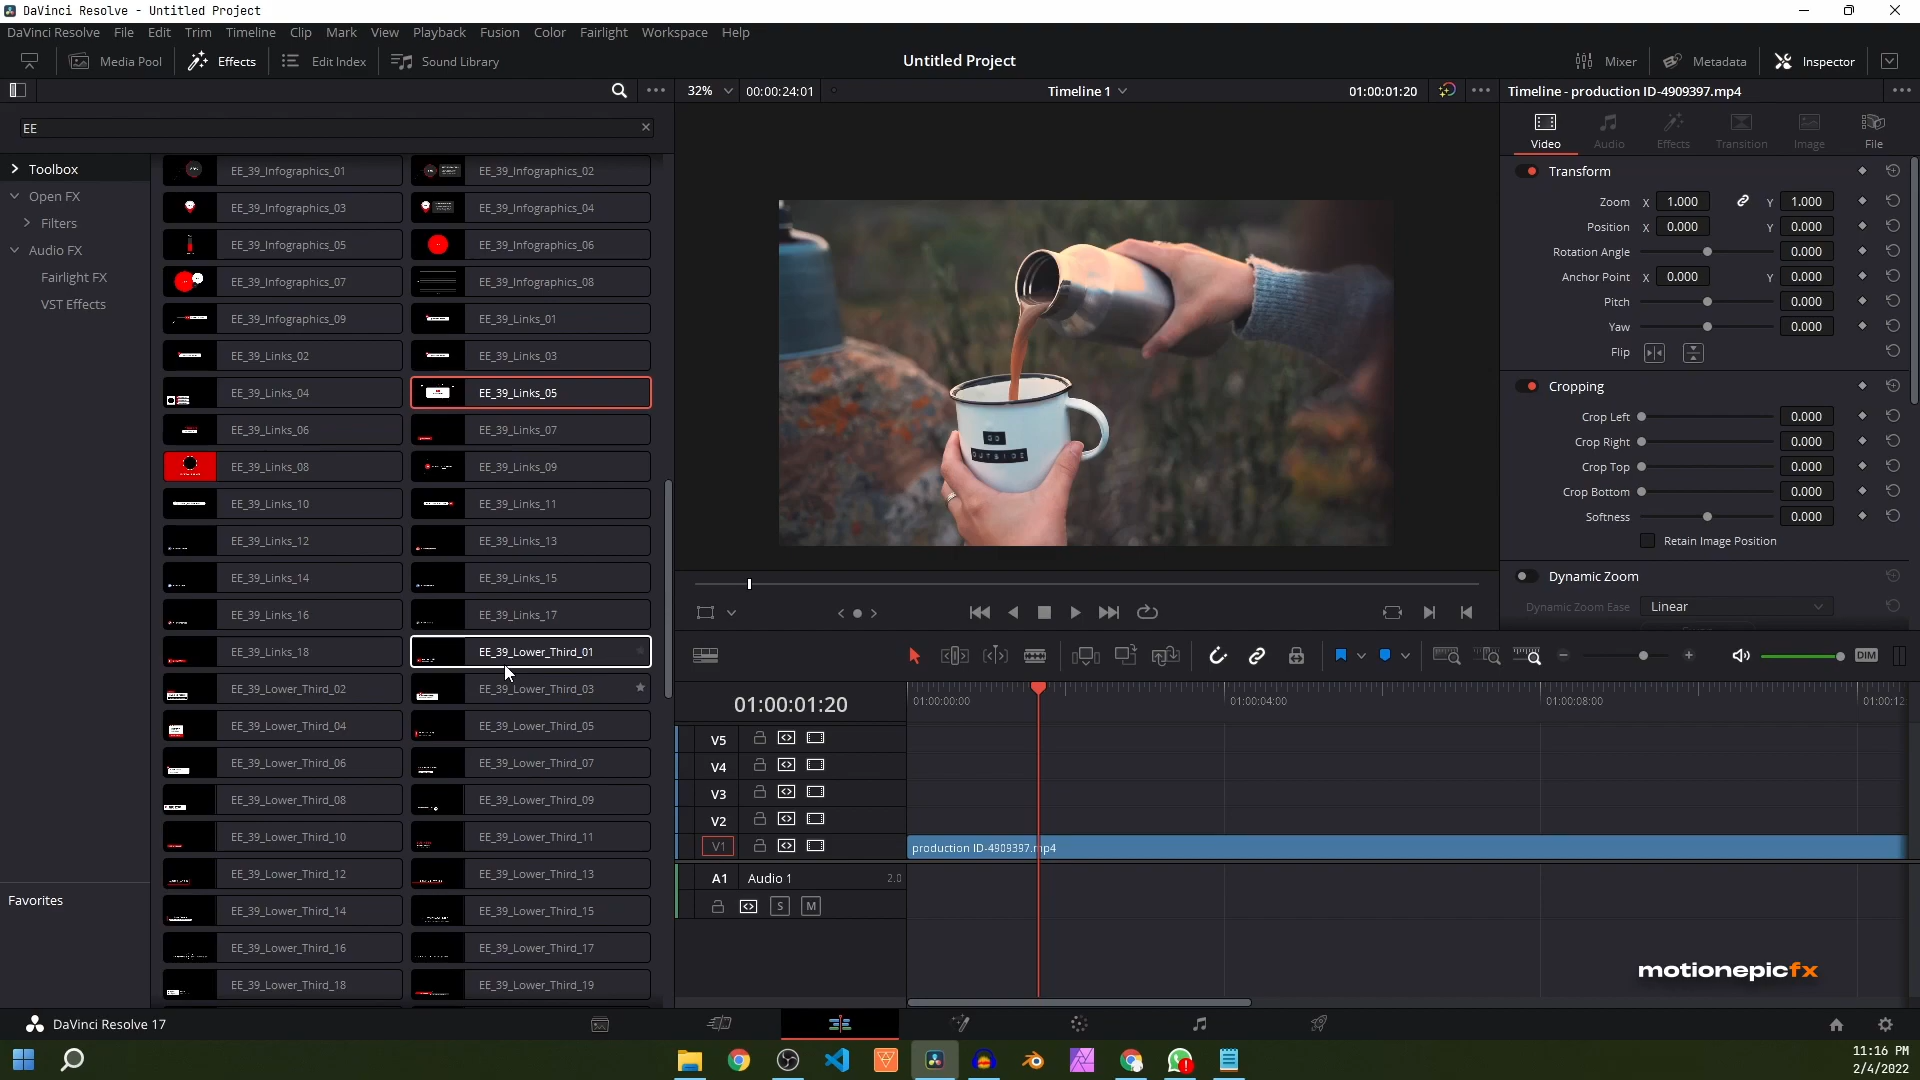 DaVinci Resolve - Untitled Project
DaVinci Resolve File Edit Trim Timeline Clip Mark View Playback Fusion Color Fairlight Workspace Help
Media Pool Effects Edit Index Sound Library Untitled Project Mixer Metadata Inspector
32% 00:00:24:01 Timeline 1 01:00:01:20 Timeline - production ID-4909397.mp4
EE
Toolbox
Open FX
Filters
Audio FX
Fairlight FX
VST Effects
Favorites
EE_39_Infographics_01 EE_39_Infographics_02
EE_39_Infographics_03 EE_39_Infographics_04
EE_39_Infographics_05 EE_39_Infographics_06
EE_39_Infographics_07 EE_39_Infographics_08
EE_39_Infographics_09 EE_39_Links_01
EE_39_Links_02 EE_39_Links_03
EE_39_Links_04 EE_39_Links_05
EE_39_Links_06 EE_39_Links_07
EE_39_Links_08 EE_39_Links_09
EE_39_Links_10 EE_39_Links_11
EE_39_Links_12 EE_39_Links_13
EE_39_Links_14 EE_39_Links_15
EE_39_Links_16 EE_39_Links_17
EE_39_Links_18 EE_39_Lower_Third_01
EE_39_Lower_Third_02 EE_39_Lower_Third_03
EE_39_Lower_Third_04 EE_39_Lower_Third_05
EE_39_Lower_Third_06 EE_39_Lower_Third_07
EE_39_Lower_Third_08 EE_39_Lower_Third_09
EE_39_Lower_Third_10 EE_39_Lower_Third_11
EE_39_Lower_Third_12 EE_39_Lower_Third_13
EE_39_Lower_Third_14 EE_39_Lower_Third_15
EE_39_Lower_Third_16 EE_39_Lower_Third_17
EE_39_Lower_Third_18 EE_39_Lower_Third_19
GO
OUTSIDE
Video Audio Effects Transition Image File
Transform
Zoom X 1.000 Y 1.000
Position X 0.000 Y 0.000
Rotation Angle 0.000
Anchor Point X 0.000 Y 0.000
Pitch 0.000
Yaw 0.000
Flip
Cropping
Crop Left 0.000
Crop Right 0.000
Crop Top 0.000
Crop Bottom 0.000
Softness 0.000
Retain Image Position
Dynamic Zoom
Dynamic Zoom Ease Linear
DIM
01:00:01:20 01:00:00:00 01:00:04:00 01:00:08:00 01:00:12
V5
V4
V3
V2
V1 production ID-4909397.mp4
A1 Audio 1 2.0
S M
motionepicfx
DaVinci Resolve 17
11:16 PM
2/4/2022